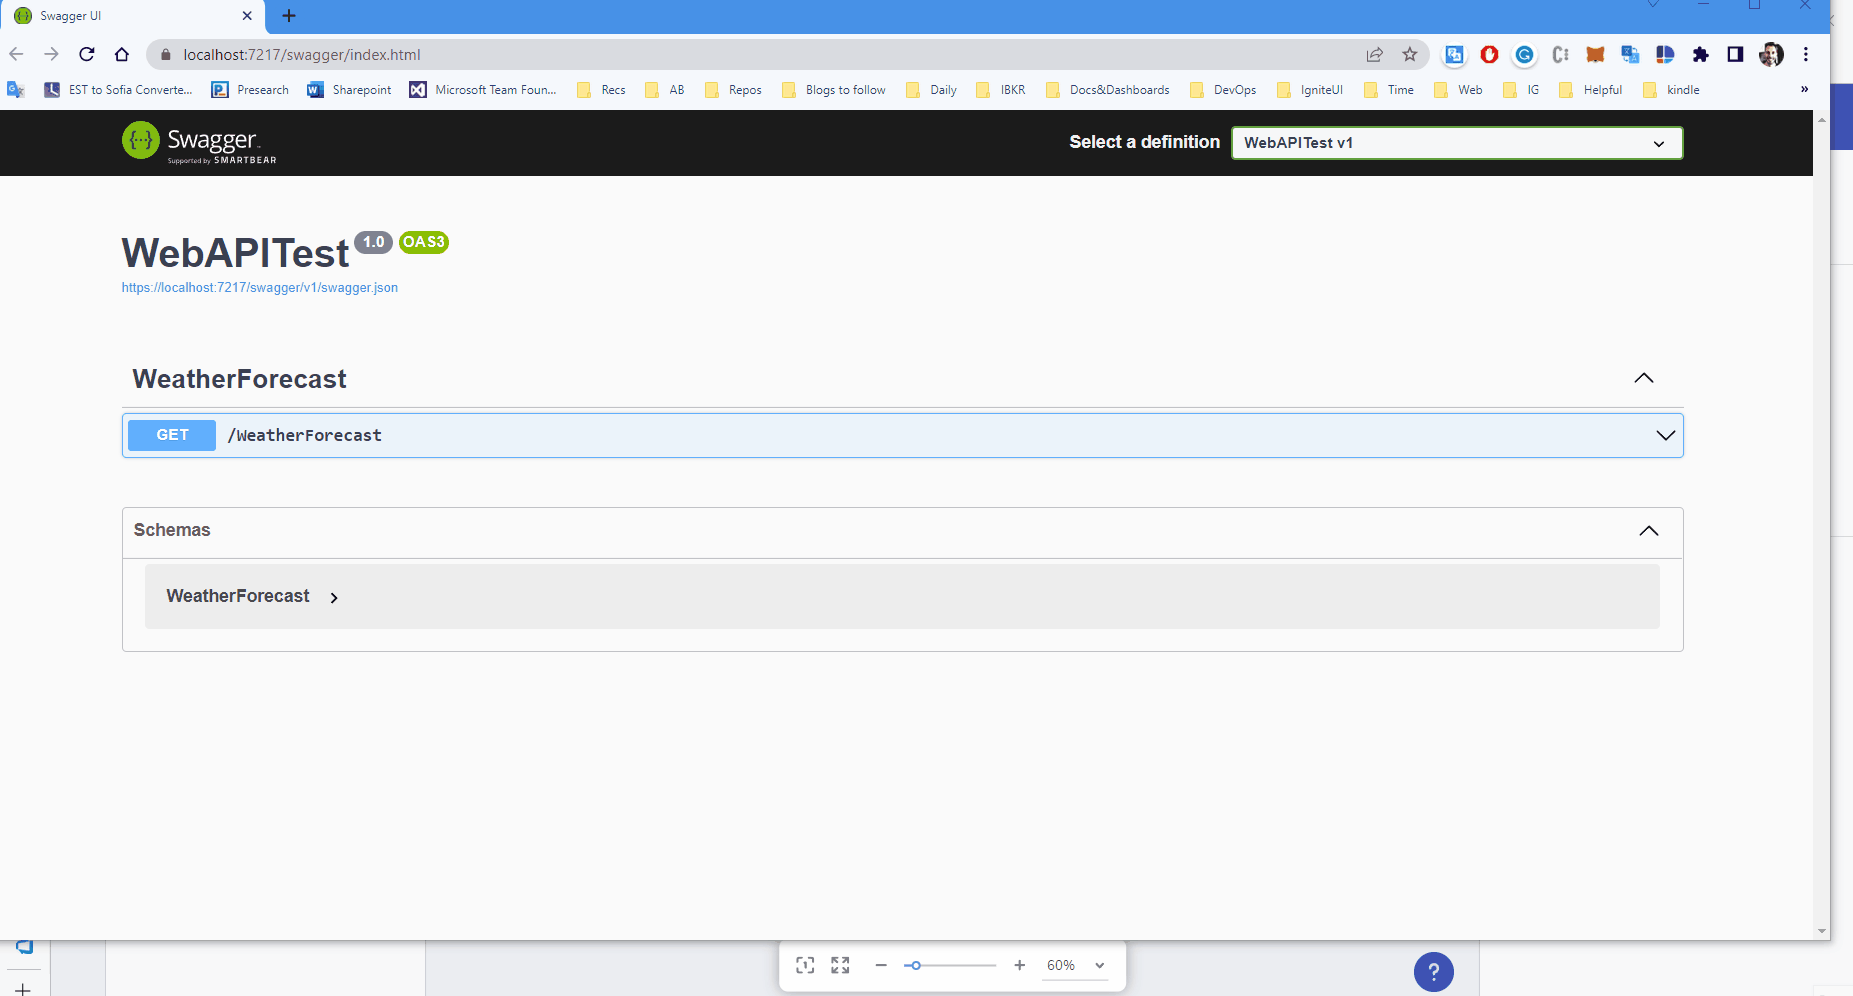 Swagger UI
localhost:7217/swagger/index.html
EST to Sofia Converte... Presearch Sharepoint Microsoft Team Foun... Recs AB Repos Blogs to follow Daily IBKR Docs&Dashboards DevOps IgniteUI Time Web IG Helpful kindle »
Swagger
Supported by SMARTBEAR
Select a definition WebAPITest v1
WebAPITest 1.0 OAS3
https://localhost:7217/swagger/v1/swagger.json
WeatherForecast
GET /WeatherForecast
Schemas
WeatherForecast
60%
?